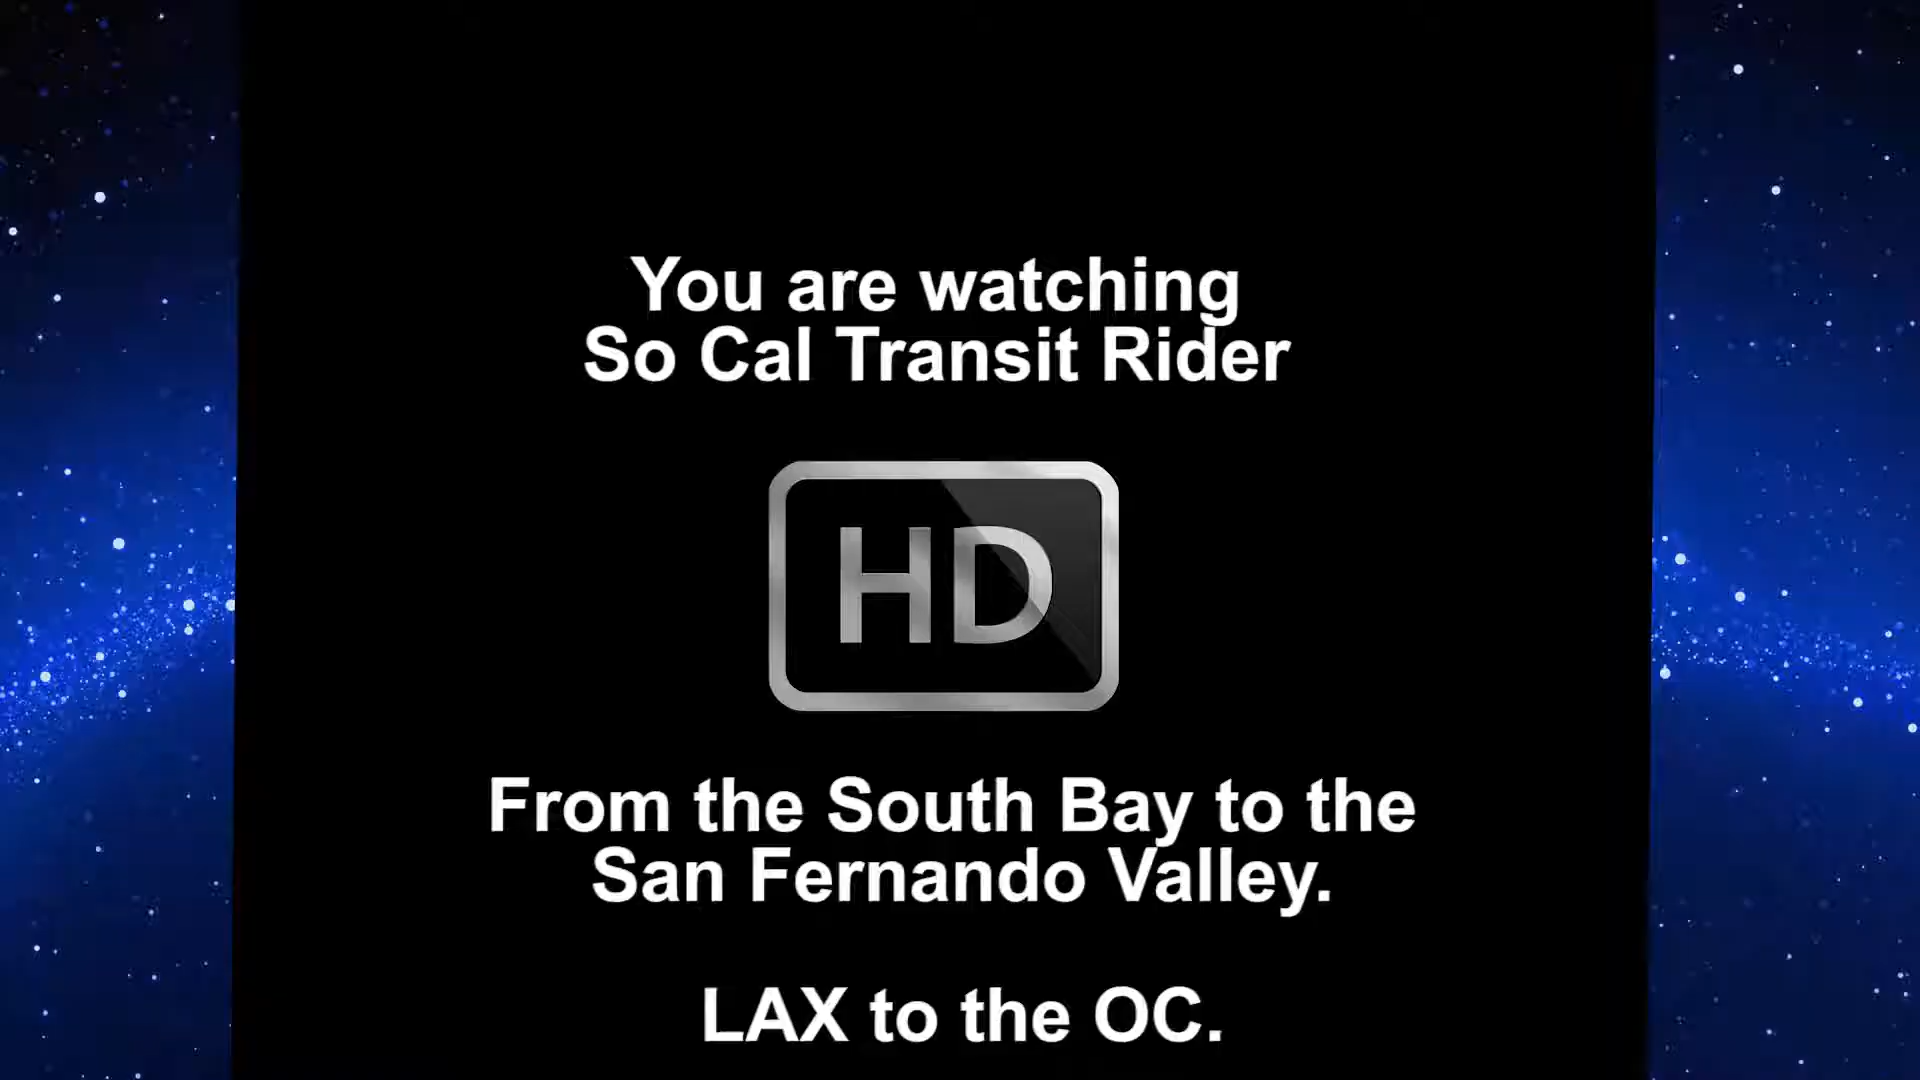 You are watching
So Cal Transit Rider
HD
From the South Bay to the
San Fernando Valley.
LAX to the OC.